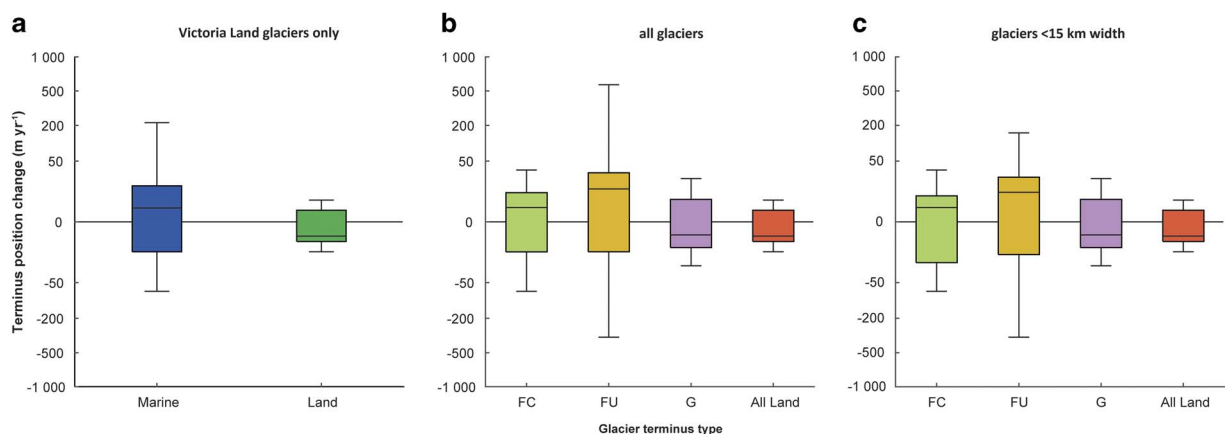 a
Victoria Land glaciers only
Terminus position change (m yr⁻¹)
1 000
500
200
50
0
-50
-200
-500
-1 000
Marine Land
b
all glaciers
1 000
500
200
50
0
-50
-200
-500
-1 000
FC FU G All Land
Glacier terminus type
c
glaciers <15 km width
1 000
500
200
50
0
-50
-200
-500
-1 000
FC FU G All Land